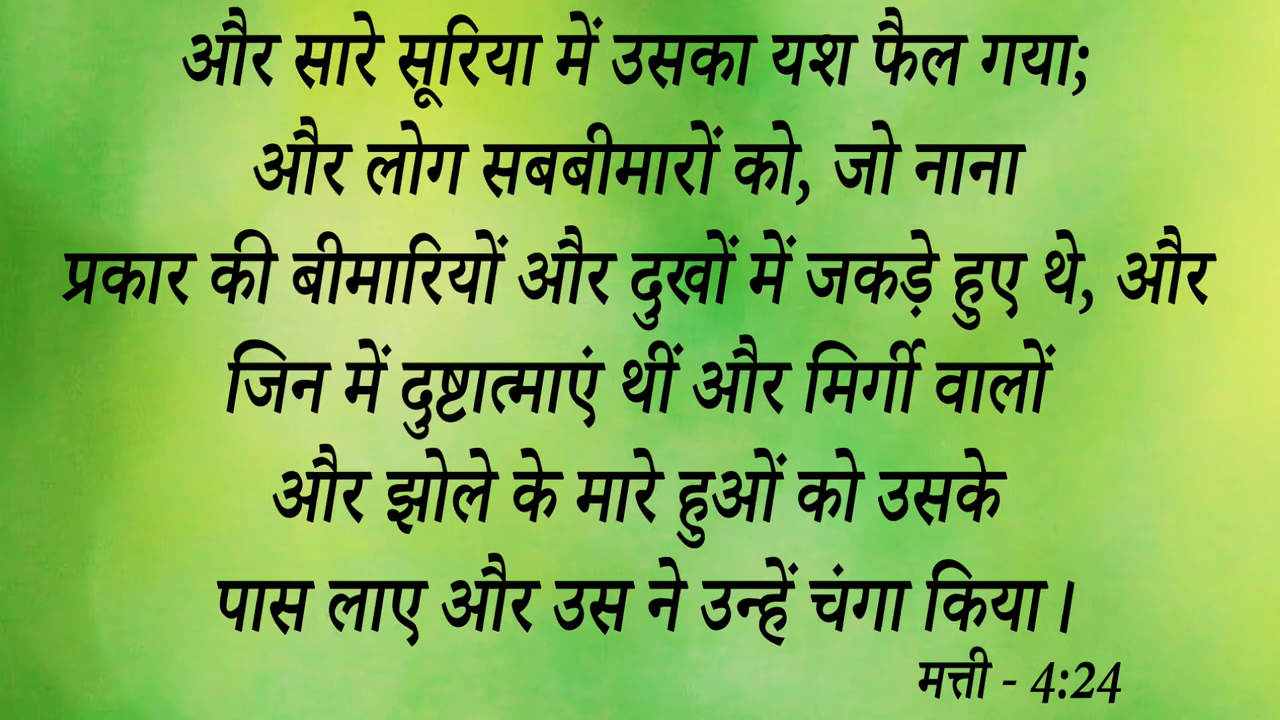 और सारे सूरिया में उसका यश फैल गया;
और लोग सबबीमारों को, जो नाना
प्रकार की बीमारियों और दुखों में जकड़े हुए थे, और
जिन में दुष्टात्माएं थीं और मिर्गी वालों
और झोले के मारे हुओं को उसके
पास लाए और उस ने उन्हें चंगा किया।
मत्ती - 4:24